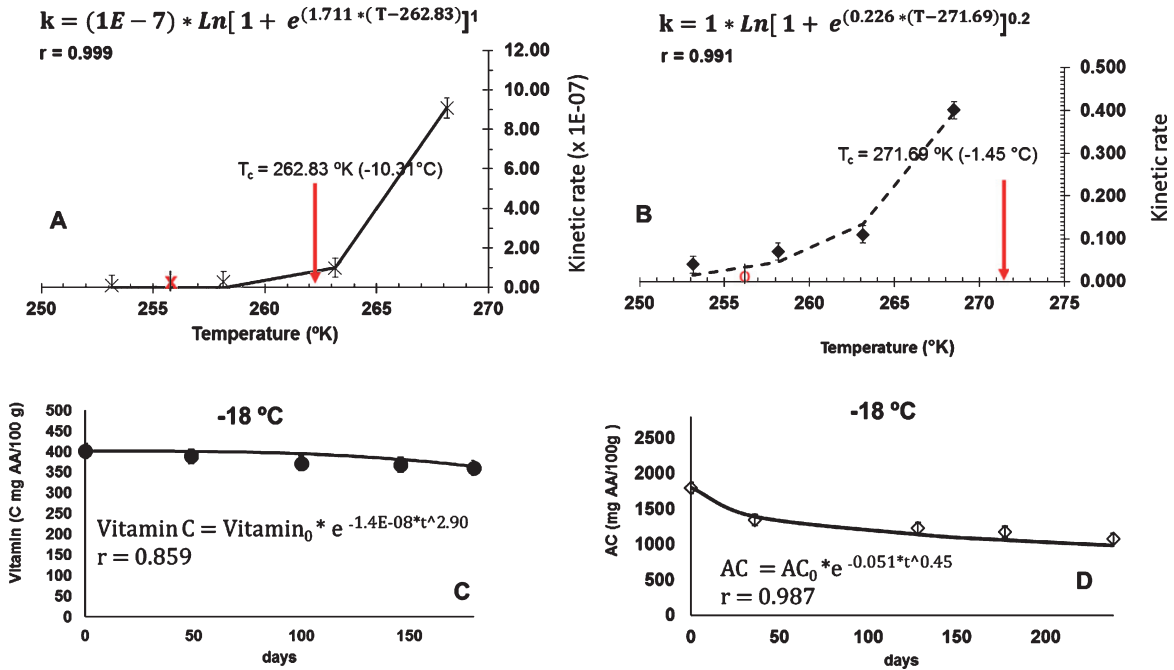 k = (1E − 7) * Ln[ 1 + e^(1.711 *( T−262.83)]^1
r = 0.999
12.00
10.00
8.00
6.00
4.00
2.00
0.00
Kinetic rate (x 1E-07)
Tc = 262.83 ºK (-10.31°C)
A
250
255
260
265
270
Temperature (ºK)
k = 1 * Ln[ 1 + e^(0.226 *(T−271.69)]^0.2
r = 0.991
0.500
0.400
0.300
0.200
0.100
0.000
Kinetic rate
Tc = 271.69 ºK (-1.45 °C)
B
250
255
260
265
270
275
Temperature (°K)
-18 ºC
Vitamin (C mg AA/100 g)
500
450
400
350
300
250
200
150
100
50
0
Vitamin C = Vitamin₀ * e^-1.4E-08*t^2.90
r = 0.859
C
0
50
100
150
days
-18 ºC
AC (mg AA/100g )
2500
2000
1500
1000
500
0
AC = AC₀ *e^-0.051*t^0.45
r = 0.987
D
0
50
100
150
200
days